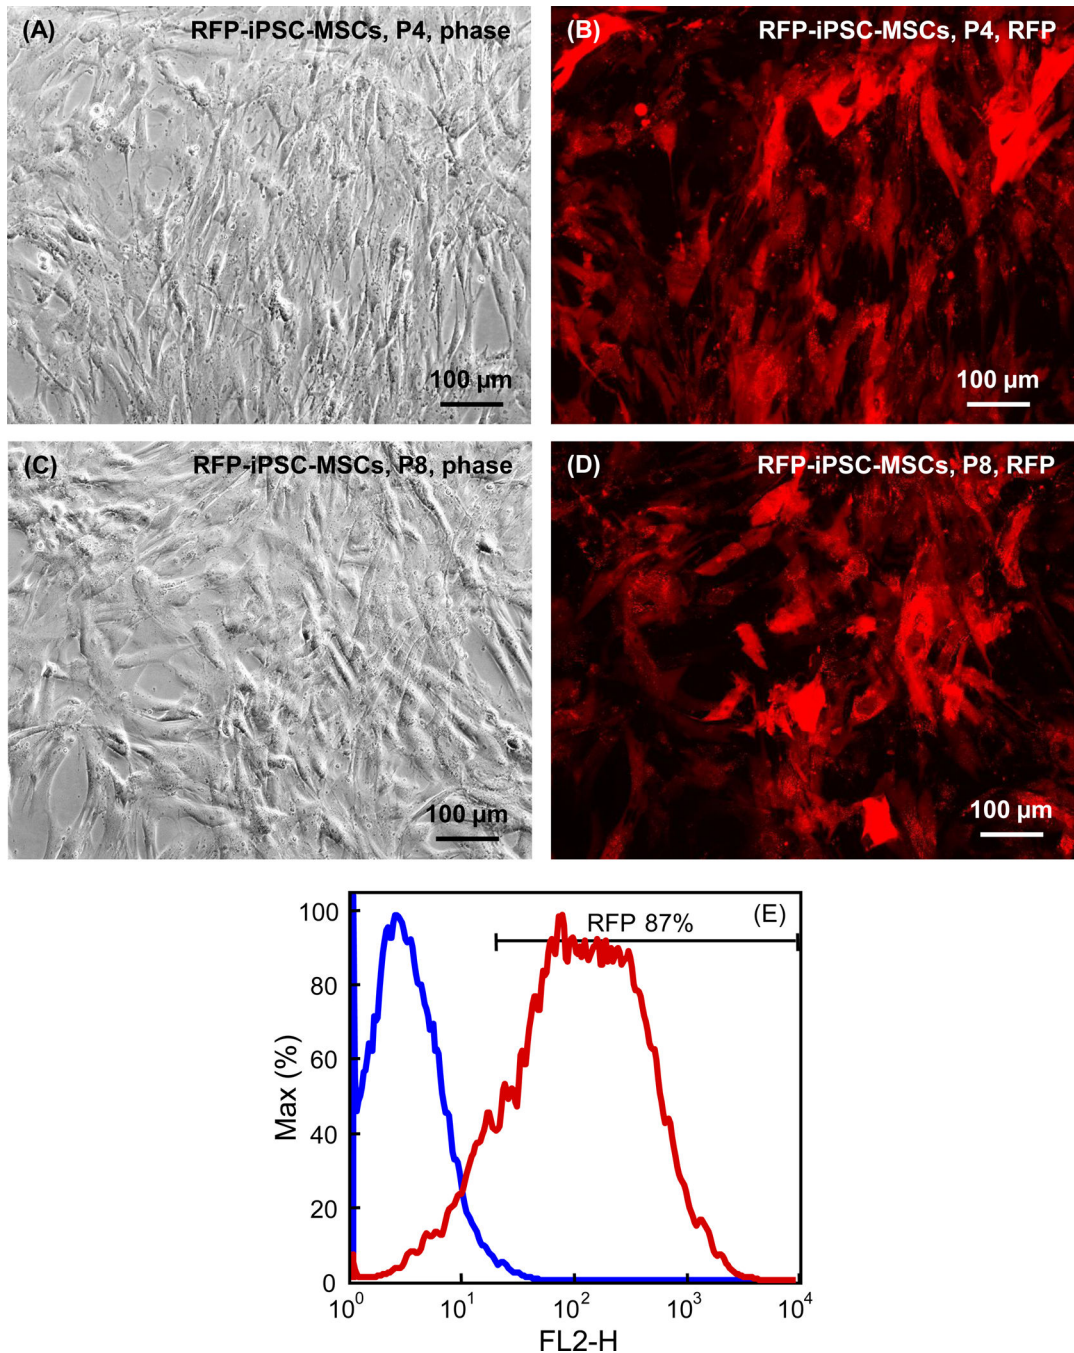 (A) RFP-iPSC-MSCs, P4, phase
100 µm
(B) RFP-iPSC-MSCs, P4, RFP
100 µm
(C) RFP-iPSC-MSCs, P8, phase
100 µm
(D) RFP-iPSC-MSCs, P8, RFP
100 µm
(E)
RFP 87%
Max (%)
100
80
60
40
20
0
10⁰ 10¹ 10² 10³ 10⁴
FL2-H